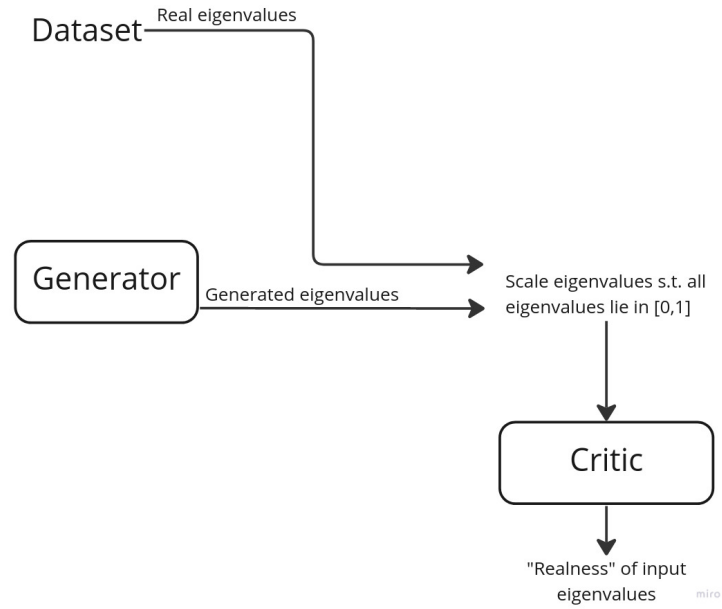 Real eigenvalues
Dataset
Generator
Generated eigenvalues
Scale eigenvalues s.t. all
eigenvalues lie in [0,1]
Critic
"Realness" of input
eigenvalues
miro